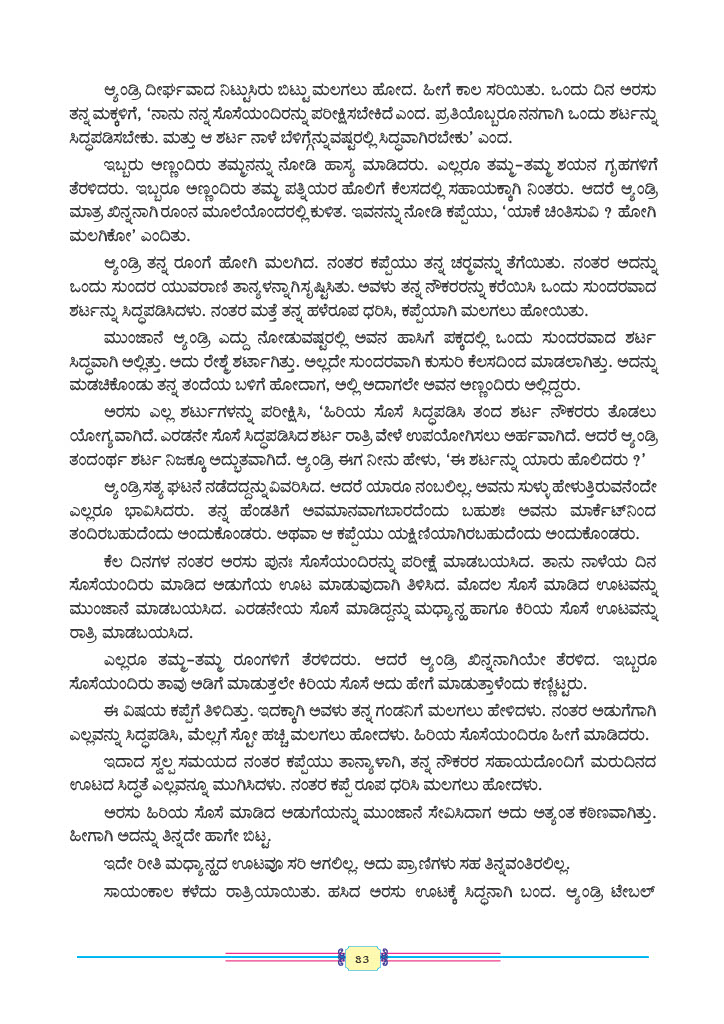 ಆ್ಯಂಡ್ರಿ ದೀರ್ಘವಾದ ನಿಟ್ಟುಸಿರು ಬಿಟ್ಟು ಮಲಗಲು ಹೋದ. ಹೀಗೆ ಕಾಲ ಸರಿಯಿತು. ಒಂದು ದಿನ ಅರಸು
ತನ್ನ ಮಕ್ಕಳಿಗೆ, ‘ನಾನು ನನ್ನ ಸೊಸೆಯಂದಿರನ್ನು ಪರೀಕ್ಷಿಸಬೇಕಿದೆ ಎಂದ. ಪ್ರತಿಯೊಬ್ಬರೂ ನನಗಾಗಿ ಒಂದು ಶರ್ಟನ್ನು
ಸಿದ್ಧಪಡಿಸಬೇಕು. ಮತ್ತು ಆ ಶರ್ಟ ನಾಳೆ ಬೆಳಿಗ್ಗೆನ್ನುವಷ್ಟರಲ್ಲಿ ಸಿದ್ಧವಾಗಿರಬೇಕು’ ಎಂದ.
ಇಬ್ಬರು ಅಣ್ಣಂದಿರು ತಮ್ಮನನ್ನು ನೋಡಿ ಹಾಸ್ಯ ಮಾಡಿದರು. ಎಲ್ಲರೂ ತಮ್ಮ-ತಮ್ಮ ಶಯನ ಗೃಹಗಳಿಗೆ
ತೆರಳಿದರು. ಇಬ್ಬರೂ ಅಣ್ಣಂದಿರು ತಮ್ಮ ಪತ್ನಿಯರ ಹೊಲಿಗೆ ಕೆಲಸದಲ್ಲಿ ಸಹಾಯಕ್ಕಾಗಿ ನಿಂತರು. ಆದರೆ ಆ್ಯಂಡ್ರಿ
ಮಾತ್ರ ಖಿನ್ನನಾಗಿ ರೂಂನ ಮೂಲೆಯೊಂದರಲ್ಲಿ ಕುಳಿತ. ಇವನನ್ನು ನೋಡಿ ಕಪ್ಪೆಯು, ‘ಯಾಕೆ ಚಿಂತಿಸುವಿ ? ಹೋಗಿ
ಮಲಗಿಕೋ’ ಎಂದಿತು.
ಆ್ಯಂಡ್ರಿ ತನ್ನ ರೂಂಗೆ ಹೋಗಿ ಮಲಗಿದ. ನಂತರ ಕಪ್ಪೆಯು ತನ್ನ ಚರ್ಮವನ್ನು ತೆಗೆಯಿತು. ನಂತರ ಅದನ್ನು
ಒಂದು ಸುಂದರ ಯುವರಾಣಿ ತಾನ್ಯಳನ್ನಾಗಿ ಸೃಷ್ಟಿಸಿತು. ಅವಳು ತನ್ನ ನೌಕರರನ್ನು ಕರೆಯಿಸಿ ಒಂದು ಸುಂದರವಾದ
ಶರ್ಟನ್ನು ಸಿದ್ಧಪಡಿಸಿದಳು. ನಂತರ ಮತ್ತೆ ತನ್ನ ಹಳೆರೂಪ ಧರಿಸಿ, ಕಪ್ಪೆಯಾಗಿ ಮಲಗಲು ಹೋಯಿತು.
ಮುಂಜಾನೆ ಆ್ಯಂಡ್ರಿ ಎದ್ದು ನೋಡುವಷ್ಟರಲ್ಲಿ ಅವನ ಹಾಸಿಗೆ ಪಕ್ಕದಲ್ಲಿ ಒಂದು ಸುಂದರವಾದ ಶರ್ಟ
ಸಿದ್ಧವಾಗಿ ಅಲ್ಲಿತ್ತು. ಅದು ರೇಶ್ಮೆ ಶರ್ಟಾಗಿತ್ತು. ಅಲ್ಲದೇ ಸುಂದರವಾಗಿ ಕುಸುರಿ ಕೆಲಸದಿಂದ ಮಾಡಲಾಗಿತ್ತು. ಅದನ್ನು
ಮಡಚಿಕೊಂಡು ತನ್ನ ತಂದೆಯ ಬಳಿಗೆ ಹೋದಾಗ, ಅಲ್ಲಿ ಅದಾಗಲೇ ಅವನ ಅಣ್ಣಂದಿರು ಅಲ್ಲಿದ್ದರು.
ಅರಸು ಎಲ್ಲ ಶರ್ಟುಗಳನ್ನು ಪರೀಕ್ಷಿಸಿ, ‘ಹಿರಿಯ ಸೊಸೆ ಸಿದ್ಧಪಡಿಸಿ ತಂದ ಶರ್ಟ ನೌಕರರು ತೊಡಲು
ಯೋಗ್ಯವಾಗಿದೆ. ಎರಡನೇ ಸೊಸೆ ಸಿದ್ಧಪಡಿಸಿದ ಶರ್ಟ ರಾತ್ರಿ ವೇಳೆ ಉಪಯೋಗಿಸಲು ಅರ್ಹವಾಗಿದೆ. ಆದರೆ ಆ್ಯಂಡ್ರಿ
ತಂದಂರ್ಥ ಶರ್ಟ ನಿಜಕ್ಕೂ ಅದ್ಭುತವಾಗಿದೆ. ಆ್ಯಂಡ್ರಿ ಈಗ ನೀನು ಹೇಳು, ‘ಈ ಶರ್ಟನ್ನು ಯಾರು ಹೊಲಿದರು ?’
ಆ್ಯಂಡ್ರಿ ಸತ್ಯ ಘಟನೆ ನಡೆದದ್ದನ್ನು ವಿವರಿಸಿದ. ಆದರೆ ಯಾರೂ ನಂಬಲಿಲ್ಲ. ಅವನು ಸುಳ್ಳು ಹೇಳುತ್ತಿರುವನೆಂದೇ
ಎಲ್ಲರೂ ಭಾವಿಸಿದರು. ತನ್ನ ಹೆಂಡತಿಗೆ ಅವಮಾನವಾಗಬಾರದೆಂದು ಬಹುಶಃ ಅವನು ಮಾರ್ಕೆಟ್‌ನಿಂದ
ತಂದಿರಬಹುದೆಂದು ಅಂದುಕೊಂಡರು. ಅಥವಾ ಆ ಕಪ್ಪೆಯು ಯಕ್ಷಿಣಿಯಾಗಿರಬಹುದೆಂದು ಅಂದುಕೊಂಡರು.
ಕೆಲ ದಿನಗಳ ನಂತರ ಅರಸು ಪುನಃ ಸೊಸೆಯಂದಿರನ್ನು ಪರೀಕ್ಷೆ ಮಾಡಬಯಸಿದ. ತಾನು ನಾಳೆಯ ದಿನ
ಸೊಸೆಯಂದಿರು ಮಾಡಿದ ಅಡುಗೆಯ ಊಟ ಮಾಡುವುದಾಗಿ ತಿಳಿಸಿದ. ಮೊದಲ ಸೊಸೆ ಮಾಡಿದ ಊಟವನ್ನು
ಮುಂಜಾನೆ ಮಾಡಬಯಸಿದ. ಎರಡನೇಯ ಸೊಸೆ ಮಾಡಿದ್ದನ್ನು ಮಧ್ಯಾನ್ಹ ಹಾಗೂ ಕಿರಿಯ ಸೊಸೆ ಊಟವನ್ನು
ರಾತ್ರಿ ಮಾಡಬಯಸಿದ.
ಎಲ್ಲರೂ ತಮ್ಮ-ತಮ್ಮ ರೂಂಗಳಿಗೆ ತೆರಳಿದರು. ಆದರೆ ಆ್ಯಂಡ್ರಿ ಖಿನ್ನನಾಗಿಯೇ ತೆರಳಿದ. ಇಬ್ಬರೂ
ಸೊಸೆಯಂದಿರು ತಾವು ಅಡಿಗೆ ಮಾಡುತ್ತಲೇ ಕಿರಿಯ ಸೊಸೆ ಅದು ಹೇಗೆ ಮಾಡುತ್ತಾಳೆಂದು ಕಣ್ಣಿಟ್ಟರು.
ಈ ವಿಷಯ ಕಪ್ಪೆಗೆ ತಿಳಿದಿತ್ತು. ಇದಕ್ಕಾಗಿ ಅವಳು ತನ್ನ ಗಂಡನಿಗೆ ಮಲಗಲು ಹೇಳಿದಳು. ನಂತರ ಅಡುಗೆಗಾಗಿ
ಎಲ್ಲವನ್ನು ಸಿದ್ಧಪಡಿಸಿ, ಮೆಲ್ಲಗೆ ಸ್ಟೋ ಹಚ್ಚಿ ಮಲಗಲು ಹೋದಳು. ಹಿರಿಯ ಸೊಸೆಯಂದಿರೂ ಹೀಗೆ ಮಾಡಿದರು.
ಇದಾದ ಸ್ವಲ್ಪ ಸಮಯದ ನಂತರ ಕಪ್ಪೆಯು ತಾನ್ಯಾಳಾಗಿ, ತನ್ನ ನೌಕರರ ಸಹಾಯದೊಂದಿಗೆ ಮರುದಿನದ
ಊಟದ ಸಿದ್ಧತೆ ಎಲ್ಲವನ್ನೂ ಮುಗಿಸಿದಳು. ನಂತರ ಕಪ್ಪೆ ರೂಪ ಧರಿಸಿ ಮಲಗಲು ಹೋದಳು.
ಅರಸು ಹಿರಿಯ ಸೊಸೆ ಮಾಡಿದ ಅಡುಗೆಯನ್ನು ಮುಂಜಾನೆ ಸೇವಿಸಿದಾಗ ಅದು ಅತ್ಯಂತ ಕಠಿಣವಾಗಿತ್ತು.
ಹೀಗಾಗಿ ಅದನ್ನು ತಿನ್ನದೇ ಹಾಗೇ ಬಿಟ್ಟ.
ಇದೇ ರೀತಿ ಮಧ್ಯಾನ್ಹದ ಊಟವೂ ಸರಿ ಆಗಲಿಲ್ಲ. ಅದು ಪ್ರಾಣಿಗಳು ಸಹ ತಿನ್ನವಂತಿರಲಿಲ್ಲ.
ಸಾಯಂಕಾಲ ಕಳೆದು ರಾತ್ರಿಯಾಯಿತು. ಹಸಿದ ಅರಸು ಊಟಕ್ಕೆ ಸಿದ್ಧನಾಗಿ ಬಂದ. ಆ್ಯಂಡ್ರಿ ಟೇಬಲ್
83